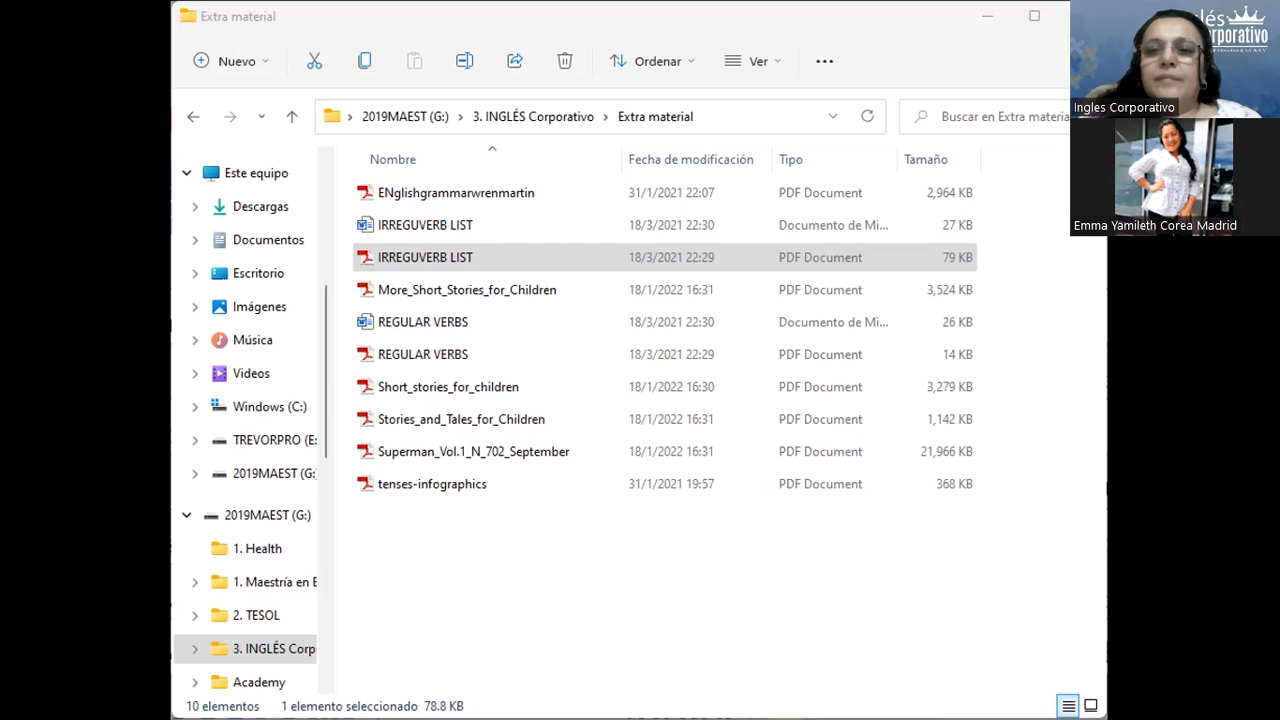 Extra material
Nuevo
Ordenar
Ver
2019MAEST (G:) > 3. INGLÉS Corporativo > Extra material
Buscar en Extra materia
Nombre Fecha de modificación Tipo Tamaño
ENglishgrammarwrenmartin 31/1/2021 22:07 PDF Document 2,964 KB
IRREGUVERB LIST 18/3/2021 22:30 Documento de Mi... 27 KB
IRREGUVERB LIST 18/3/2021 22:29 PDF Document 79 KB
More_Short_Stories_for_Children 18/1/2022 16:31 PDF Document 3,524 KB
REGULAR VERBS 18/3/2021 22:30 Documento de Mi... 26 KB
REGULAR VERBS 18/3/2021 22:29 PDF Document 14 KB
Short_stories_for_children 18/1/2022 16:30 PDF Document 3,279 KB
Stories_and_Tales_for_Children 18/1/2022 16:31 PDF Document 1,142 KB
Superman_Vol.1_N_702_September 18/1/2022 16:31 PDF Document 21,966 KB
tenses-infographics 31/1/2021 19:57 PDF Document 368 KB
Este equipo
Descargas
Documentos
Escritorio
Imágenes
Música
Videos
Windows (C:)
TREVORPRO (E:
2019MAEST (G:
2019MAEST (G:)
1. Health
1. Maestría en E
2. TESOL
3. INGLÉS Corp
Academy
10 elementos 1 elemento seleccionado 78.8 KB
lés
orporativo
Ingles Corporativo
Emma Yamileth Corea Madrid